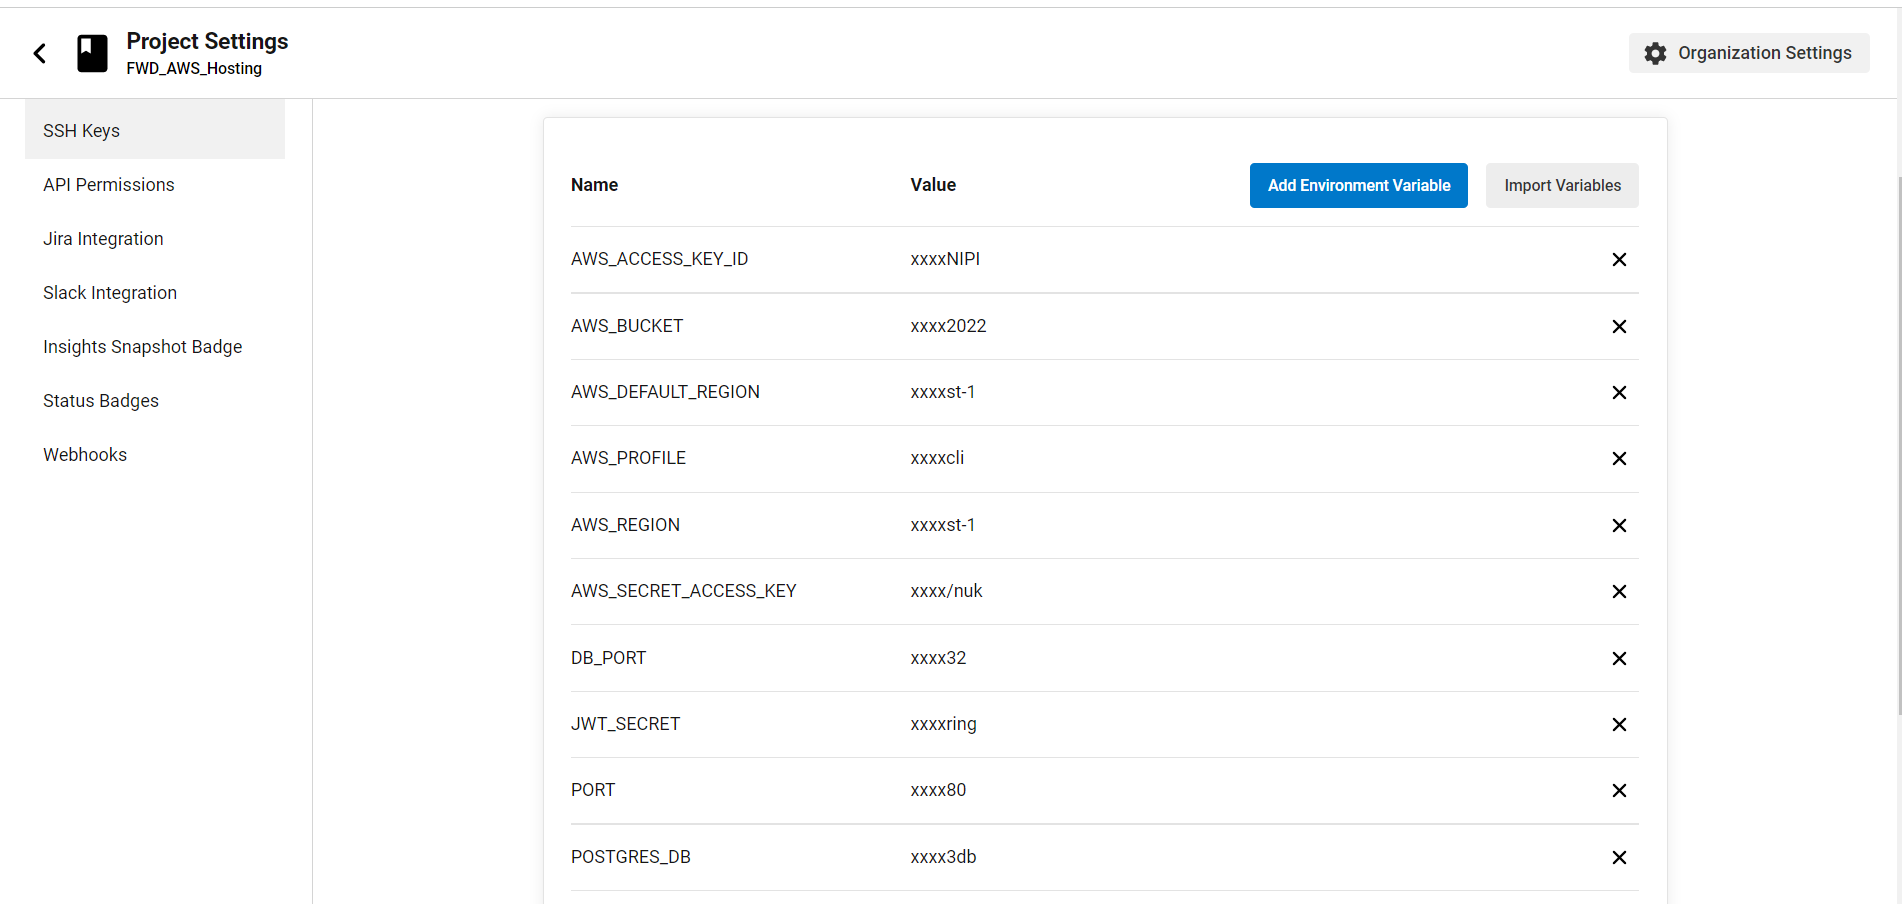 Project Settings
FWD_AWS_Hosting
Organization Settings
SSH Keys
API Permissions
Jira Integration
Slack Integration
Insights Snapshot Badge
Status Badges
Webhooks
Name Value Add Environment Variable Import Variables
AWS_ACCESS_KEY_ID xxxxNIPI
AWS_BUCKET xxxx2022
AWS_DEFAULT_REGION xxxxst-1
AWS_PROFILE xxxxcli
AWS_REGION xxxxst-1
AWS_SECRET_ACCESS_KEY xxxx/nuk
DB_PORT xxxx32
JWT_SECRET xxxxring
PORT xxxx80
POSTGRES_DB xxxx3db